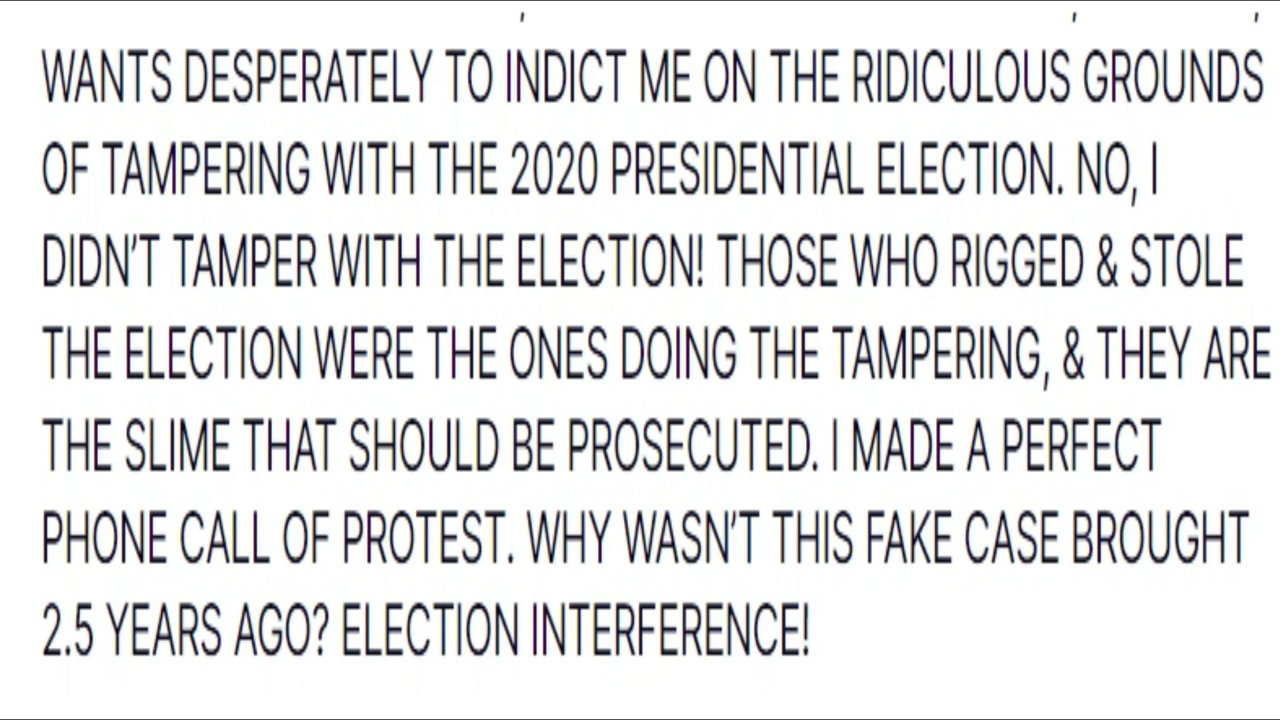 WANTS DESPERATELY TO INDICT ME ON THE RIDICULOUS GROUNDS
OF TAMPERING WITH THE 2020 PRESIDENTIAL ELECTION. NO, I
DIDN’T TAMPER WITH THE ELECTION! THOSE WHO RIGGED & STOLE
THE ELECTION WERE THE ONES DOING THE TAMPERING, & THEY ARE
THE SLIME THAT SHOULD BE PROSECUTED. I MADE A PERFECT
PHONE CALL OF PROTEST. WHY WASN’T THIS FAKE CASE BROUGHT
2.5 YEARS AGO? ELECTION INTERFERENCE!